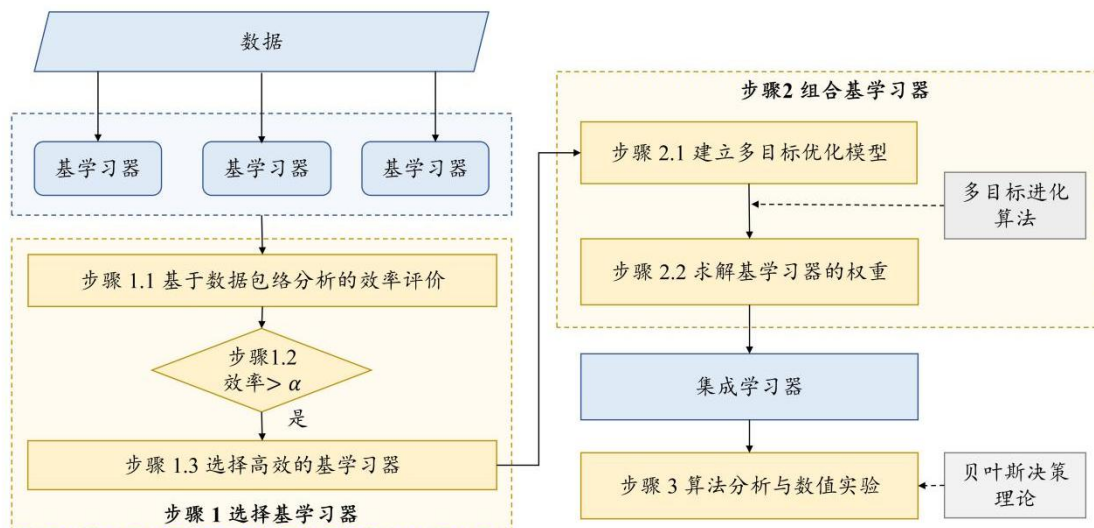 数据
基学习器
基学习器
基学习器
步骤 1.1 基于数据包络分析的效率评价
步骤1.2
效率> α
是
步骤 1.3 选择高效的基学习器
步骤 1 选择基学习器
步骤2 组合基学习器
步骤 2.1 建立多目标优化模型
多目标进化
算法
步骤 2.2 求解基学习器的权重
集成学习器
步骤 3 算法分析与数值实验
贝叶斯决策
理论